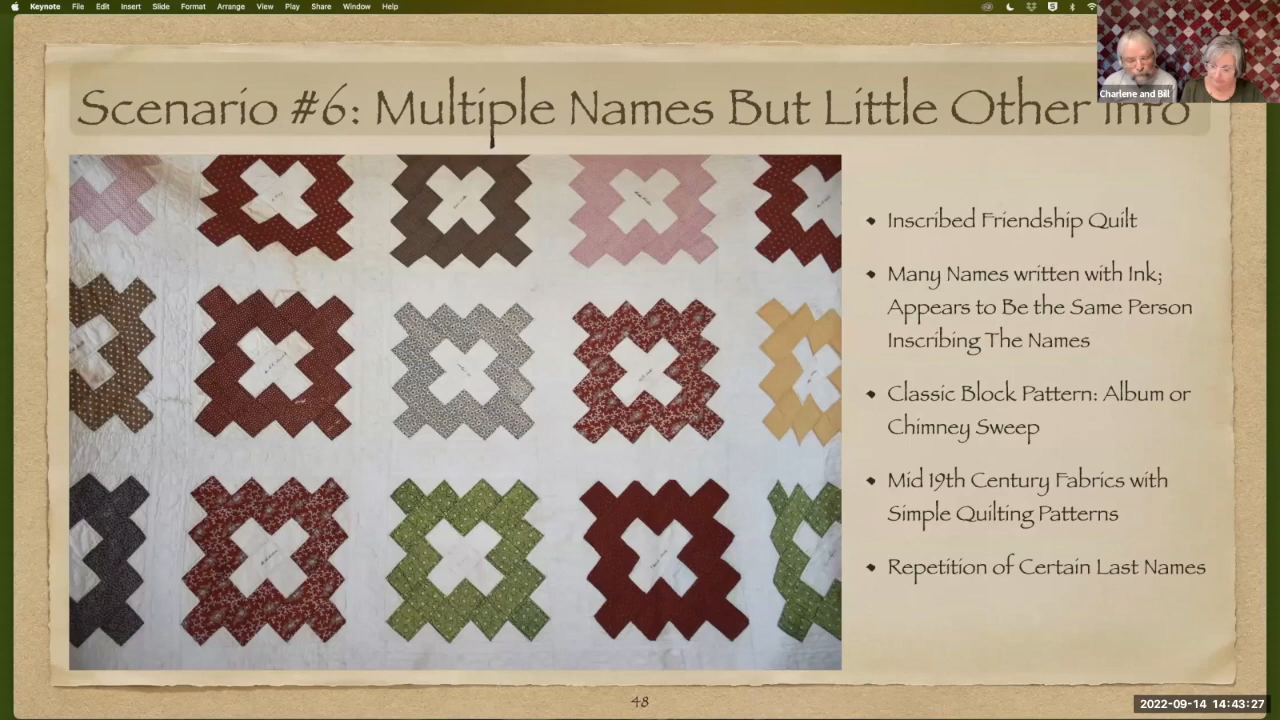 Keynote File Edit Insert Slide Format Arrange View Play Share Window Help
Charlene and Bill
Scenario #6: Multiple Names But Little Other Info
• Inscribed Friendship Quilt
• Many Names written with Ink;
Appears to Be the Same Person
Inscribing The Names
• Classic Block Pattern: Album or
Chimney Sweep
• Mid 19th Century Fabrics with
Simple Quilting Patterns
• Repetition of Certain Last Names
48
2022-09-14 14:43:27